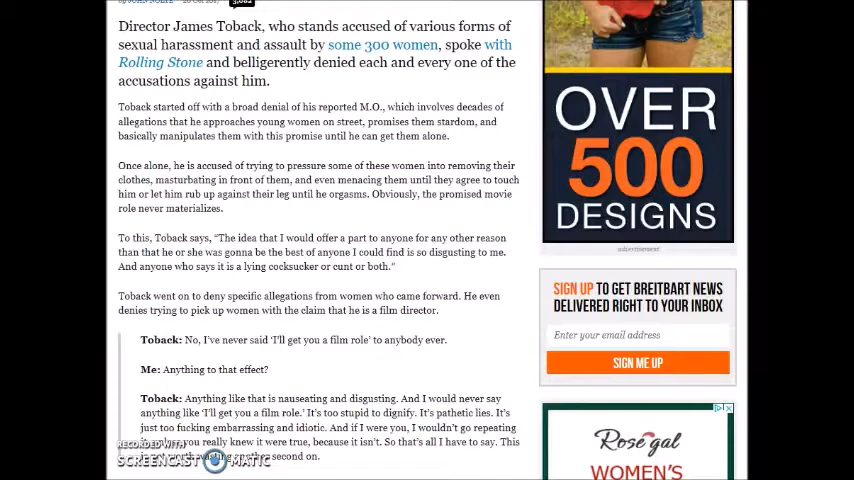 Director James Toback, who stands accused of various forms of
sexual harassment and assault by some 300 women, spoke with
Rolling Stone and belligerently denied each and every one of the
accusations against him.
Toback started off with a broad denial of his reported M.O., which involves decades of
allegations that he approaches young women on street, promises them stardom, and
basically manipulates them with this promise until he can get them alone.
Once alone, he is accused of trying to pressure some of these women into removing their
clothes, masturbating in front of them, and even menacing them until they agree to touch
him or let him rub up against their leg until he orgasms. Obviously, the promised movie
role never materializes.
To this, Toback says, “The idea that I would offer a part to anyone for any other reason
than that he or she was gonna be the best of anyone I could find is so disgusting to me.
And anyone who says it is a lying cocksucker or cunt or both.”
Toback went on to deny specific allegations from women who came forward. He even
denies trying to pick up women with the claim that he is a film director.
Toback: No, I’ve never said ‘I’ll get you a film role’ to anybody ever.
Me: Anything to that effect?
Toback: Anything like that is nauseating and disgusting. And I would never say
anything like ‘I’ll get you a film role.’ It’s too stupid to dignify. It’s pathetic lies. It’s
just too fucking embarrassing and idiotic. And if I were you, I wouldn’t go repeating
you really knew it were true, because it isn’t. So that’s all I have to say. This
second on.
RECORDED WITH
SCREENCAST MATIC
OVER
500
DESIGNS
advertisement
SIGN UP TO GET BREITBART NEWS
DELIVERED RIGHT TO YOUR INBOX
Enter your email address
SIGN ME UP
Rosegal
WOMEN'S